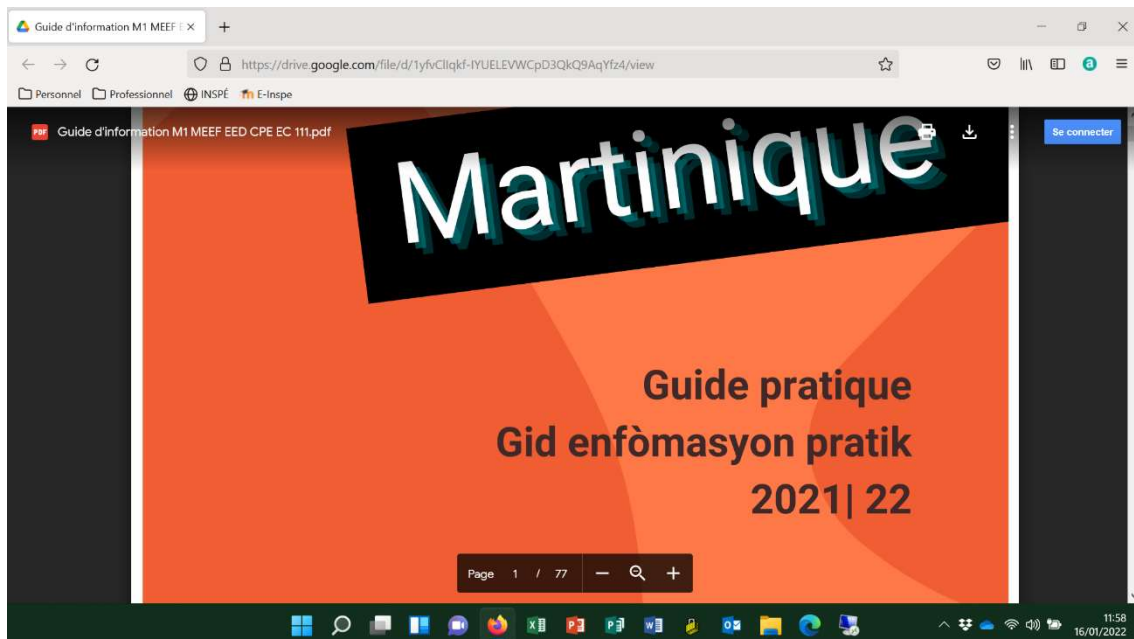 Guide d'information M1 MEEF E
https://drive.google.com/file/d/1yfvClIqkf-IYUELEVWCpD3QkQ9AqYfz4/view
Personnel Professionnel INSPÉ E-Inspe
PDF Guide d'information M1 MEEF EED CPE EC 111.pdf
Se connecter
Martinique
Guide pratique
Gid enfòmasyon pratik
2021| 22
Page 1 / 77
11:58
16/01/2022